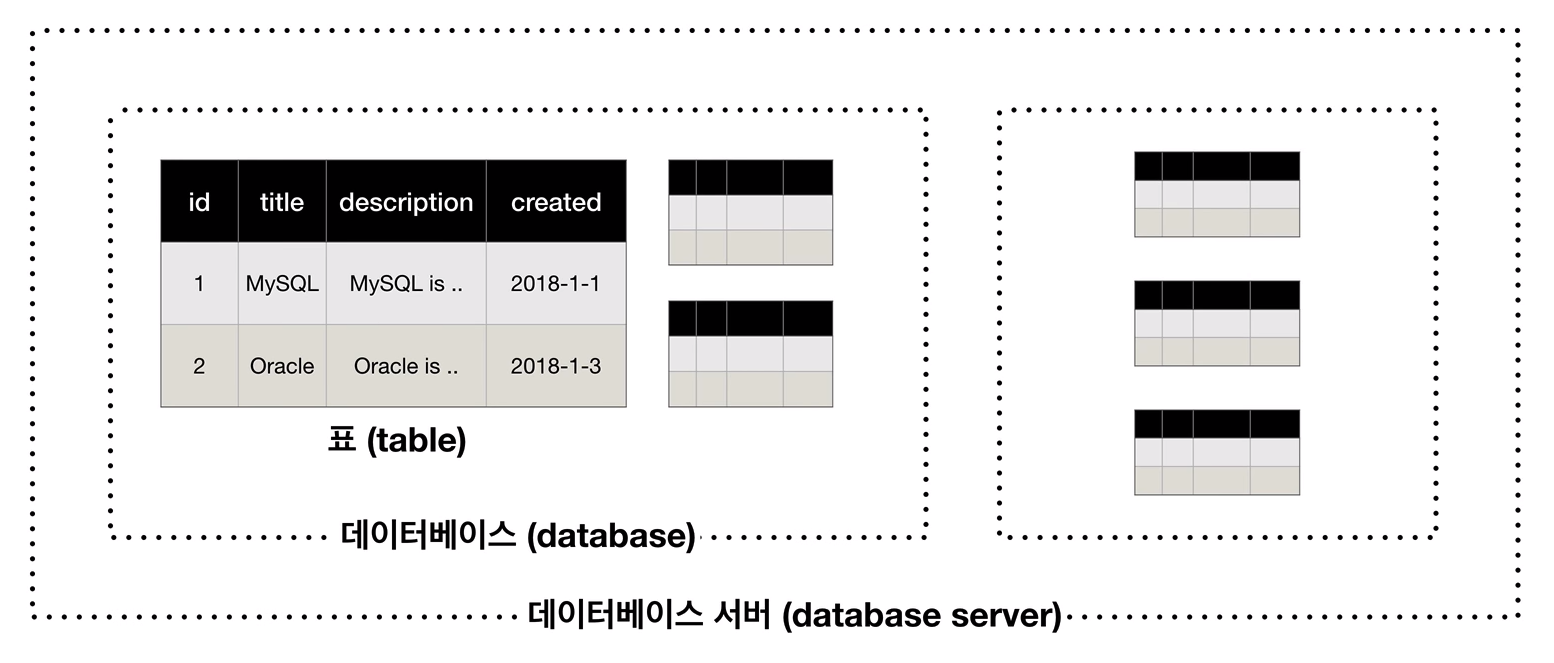 id title description created
1 MySQL MySQL is .. 2018-1-1
2 Oracle Oracle is .. 2018-1-3
표 (table)
데이터베이스 (database)
데이터베이스 서버 (database server)